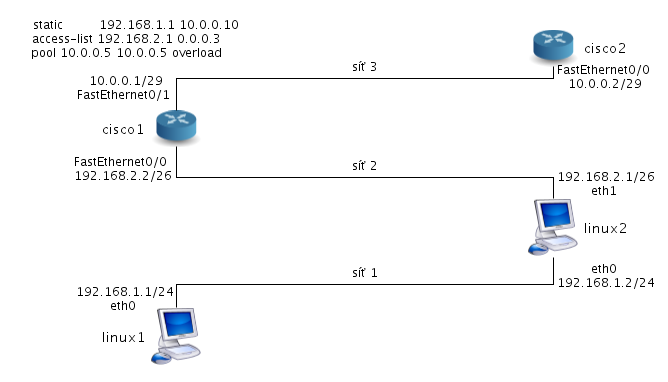 static 192.168.1.1 10.0.0.10
access-list 192.168.2.1 0.0.0.3
pool 10.0.0.5 10.0.0.5 overload
síť 3
cisco2
FastEthernet0/0
10.0.0.2/29
10.0.0.1/29
FastEthernet0/1
cisco1
FastEthernet0/0
192.168.2.2/26
síť 2
192.168.2.1/26
eth1
linux2
eth0
192.168.1.2/24
síť 1
192.168.1.1/24
eth0
linux1